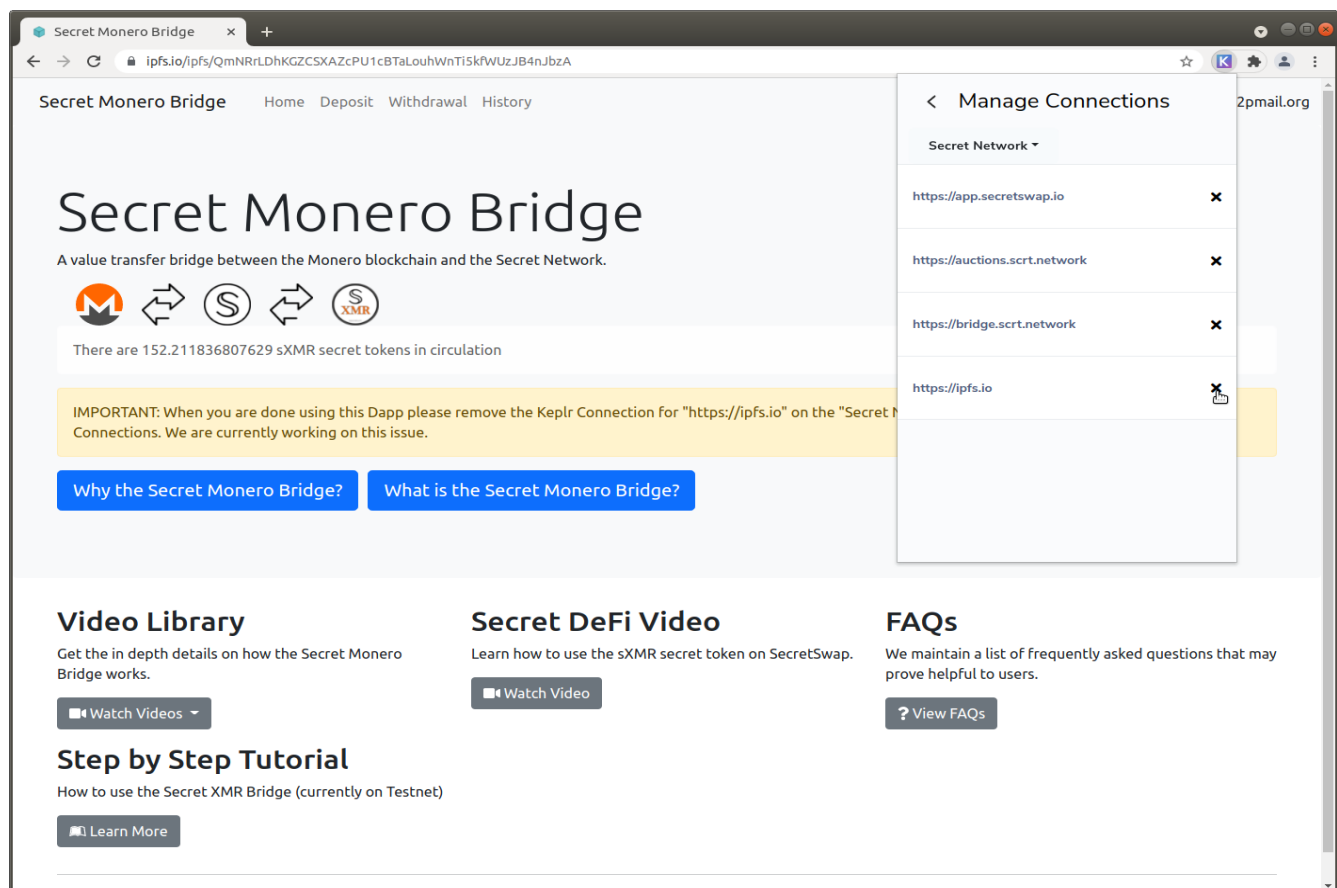 Secret Monero Bridge
ipfs.io/ipfs/QmNRrLDhKGZCSXAZcPU1cBTaLouhWnTi5kfWUzJB4nJbzA
K
Secret Monero Bridge Home Deposit Withdrawal History
2pmail.org
Manage Connections
Secret Network
https://app.secretswap.io
https://auctions.scrt.network
https://bridge.scrt.network
https://ipfs.io
Secret Monero Bridge
A value transfer bridge between the Monero blockchain and the Secret Network.
S
S
XMR
There are 152.211836807629 sXMR secret tokens in circulation
IMPORTANT: When you are done using this Dapp please remove the Keplr Connection for "https://ipfs.io" on the "Secret N
Connections. We are currently working on this issue.
Why the Secret Monero Bridge? What is the Secret Monero Bridge?
Video Library
Get the in depth details on how the Secret Monero
Bridge works.
Watch Videos
Secret DeFi Video
Learn how to use the sXMR secret token on SecretSwap.
Watch Video
FAQs
We maintain a list of frequently asked questions that may
prove helpful to users.
? View FAQs
Step by Step Tutorial
How to use the Secret XMR Bridge (currently on Testnet)
Learn More